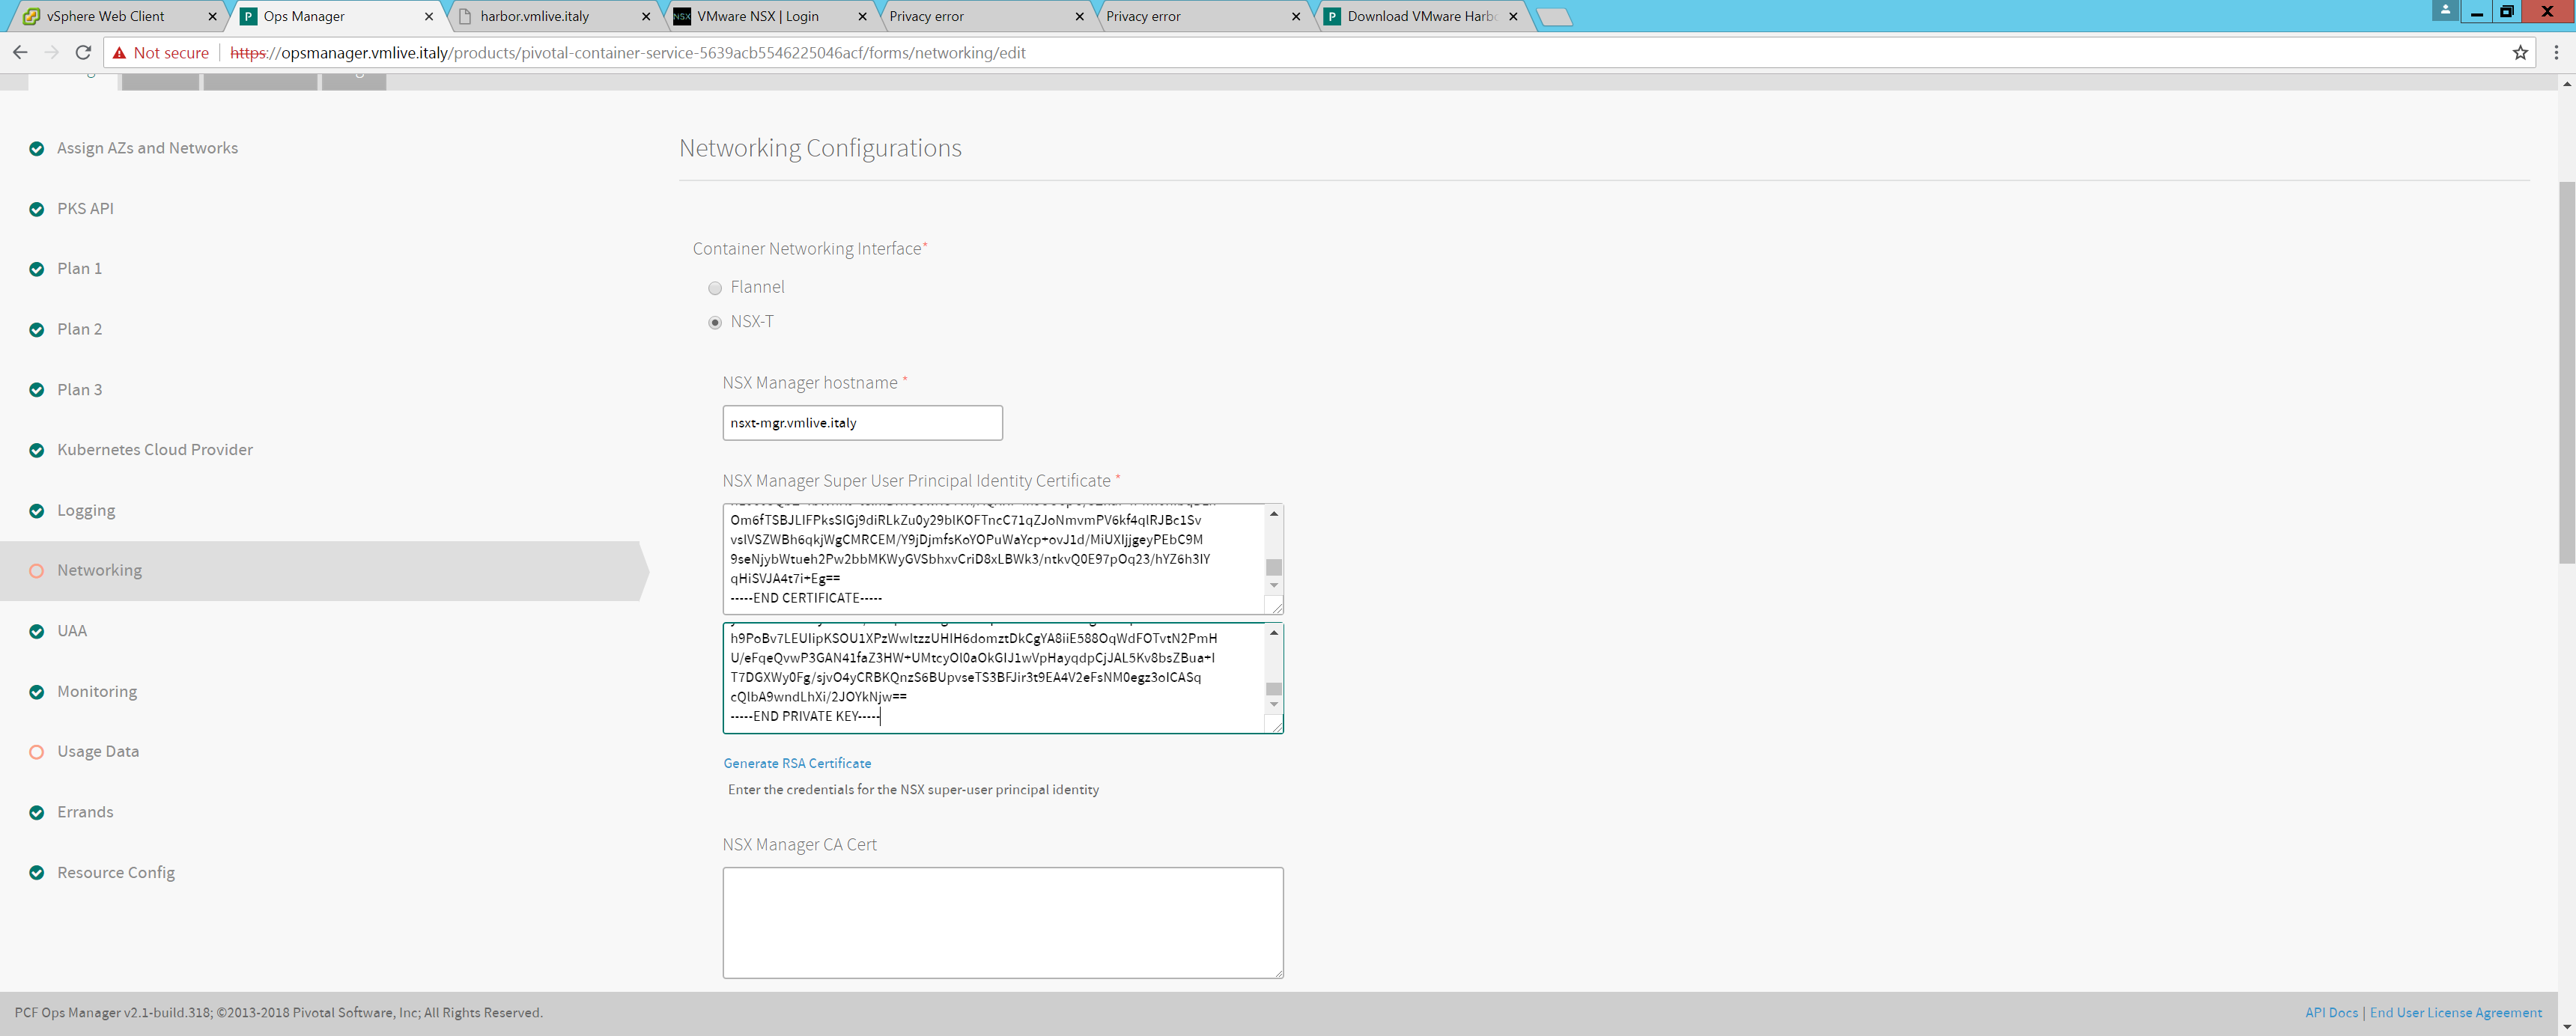 vSphere Web Client
Ops Manager
harbor.vmlive.italy
VMware NSX | Login
Privacy error
Privacy error
Download VMware Harbo
Not secure
https://opsmanager.vmlive.italy/products/pivotal-container-service-5639acb5546225046acf/forms/networking/edit
Assign AZs and Networks
PKS API
Plan 1
Plan 2
Plan 3
Kubernetes Cloud Provider
Logging
Networking
UAA
Monitoring
Usage Data
Errands
Resource Config
Networking Configurations
Container Networking Interface*
Flannel
NSX-T
NSX Manager hostname *
nsxt-mgr.vmlive.italy
NSX Manager Super User Principal Identity Certificate *
Om6fTSBJLIFPksSIGj9diRLkZu0y29blKOFTncC71qZJoNmvmPV6kf4qIRJBc1Sv
vsIVSZWBh6qkjWgCMRCEM/Y9jDjmfsKoYOPuWaYcp+ovJ1d/MiUXIjjgeyPEbC9M
9seNjybWtueh2Pw2bbMKWyGVSbhxvCriD8xLBWk3/ntkvQ0E97pOq23/hYZ6h3IY
qHiSVJA4t7i+Eg==
-----END CERTIFICATE-----
h9PoBv7LEUIipKSOU1XPzWwItzzUHIH6domztDkCgYA8iiE588OqWdFOTvtN2PmH
U/eFqeQvwP3GAN41faZ3HW+UMtcyOl0aOkGIJ1wVpHayqdpCjJAL5Kv8bsZBua+I
T7DGXWy0Fg/sjvO4yCRBKQnzS6BUpvseTS3BFJir3t9EA4V2eFsNM0egz3oICASq
cQlbA9wndLhXi/2JOYkNjw==
-----END PRIVATE KEY-----
Generate RSA Certificate
Enter the credentials for the NSX super-user principal identity
NSX Manager CA Cert
PCF Ops Manager v2.1-build.318; ©2013-2018 Pivotal Software, Inc; All Rights Reserved.
API Docs | End User License Agreement